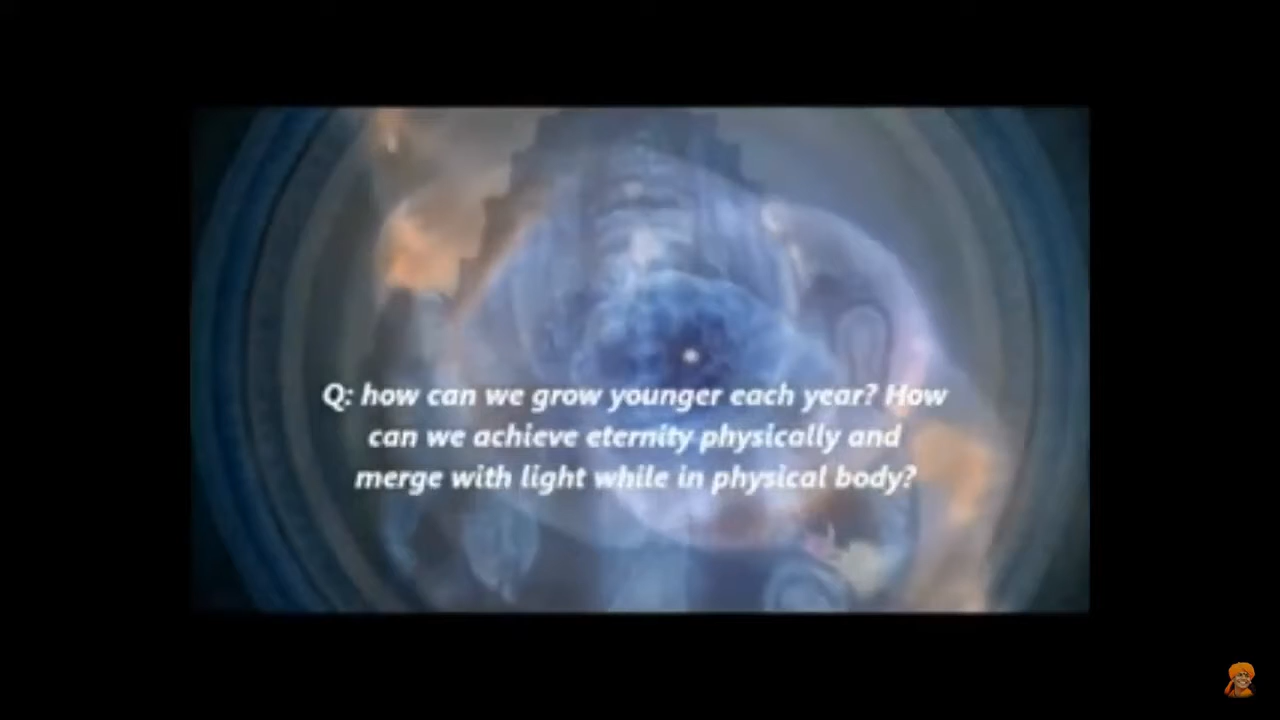 Q: how can we grow younger each year? How
can we achieve eternity physically and
merge with light while in physical body?